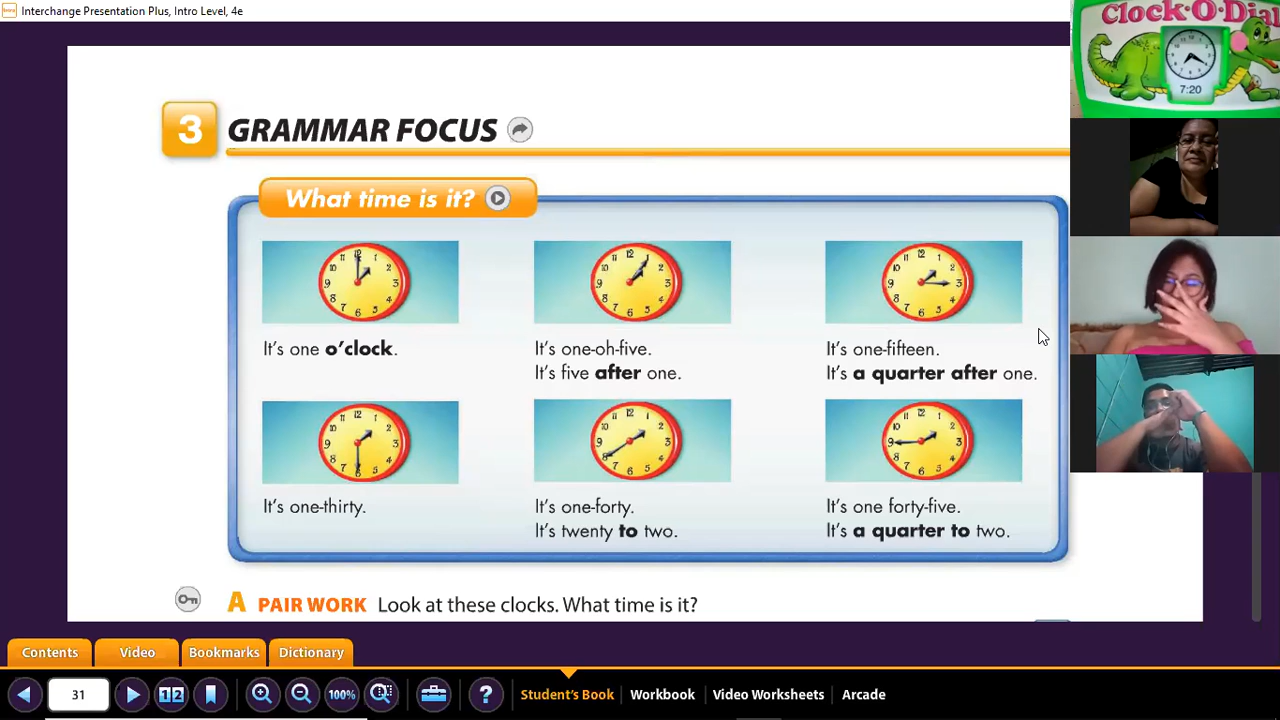 Interchange Presentation Plus, Intro Level, 4e
Clock·O·Dial
7:20
3 GRAMMAR FOCUS
What time is it?
It's one o'clock.
It's one-oh-five.
It's five after one.
It's one-fifteen.
It's a quarter after one.
It's one-thirty.
It's one-forty.
It's twenty to two.
It's one forty-five.
It's a quarter to two.
A PAIR WORK Look at these clocks. What time is it?
Contents Video Bookmarks Dictionary
31 1 2 100% ? Student's Book Workbook Video Worksheets Arcade